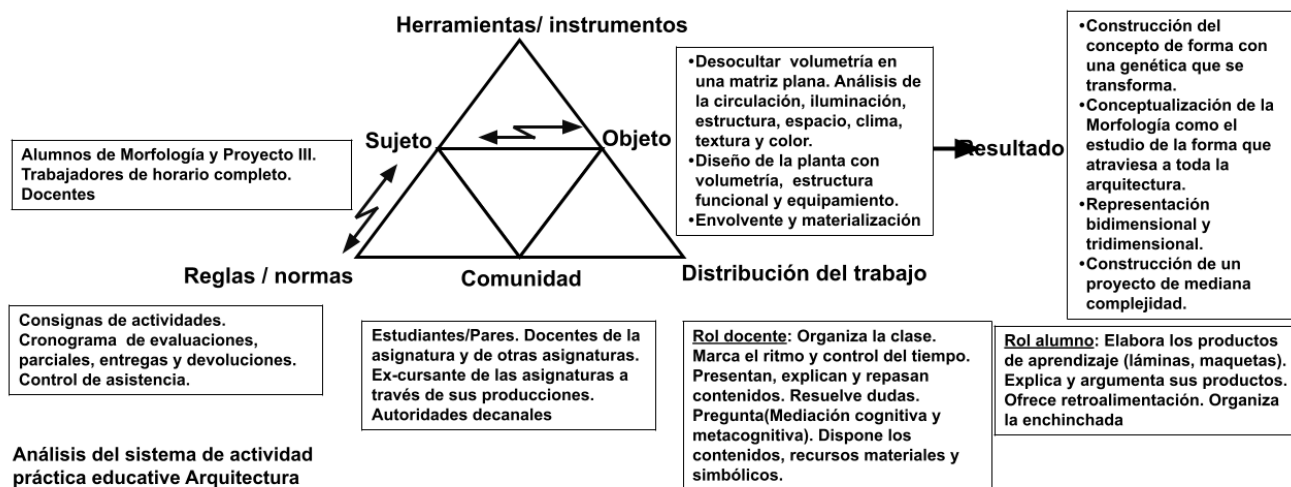 Herramientas/ instrumentos
Sujeto
Objeto
Alumnos de Morfología y Proyecto III.
Trabajadores de horario completo.
Docentes
•Desocultar volumetría en
una matriz plana. Análisis de
la circulación, iluminación,
estructura, espacio, clima,
textura y color.
•Diseño de la planta con
volumetría, estructura
funcional y equipamiento.
•Envolvente y materialización
Resultado
•Construcción del
concepto de forma con
una genética que se
transforma.
•Conceptualización de la
Morfología como el
estudio de la forma que
atraviesa a toda la
arquitectura.
•Representación
bidimensional y
tridimensional.
•Construcción de un
proyecto de mediana
complejidad.
Reglas / normas
Comunidad
Distribución del trabajo
Consignas de actividades.
Cronograma de evaluaciones,
parciales, entregas y devoluciones.
Control de asistencia.
Estudiantes/Pares. Docentes de la
asignatura y de otras asignaturas.
Ex-cursante de las asignaturas a
través de sus producciones.
Autoridades decanales
Rol docente: Organiza la clase.
Marca el ritmo y control del tiempo.
Presentan, explican y repasan
contenidos. Resuelve dudas.
Pregunta(Mediación cognitiva y
metacognitiva). Dispone los
contenidos, recursos materiales y
simbólicos.
Rol alumno: Elabora los productos
de aprendizaje (láminas, maquetas).
Explica y argumenta sus productos.
Ofrece retroalimentación. Organiza
la enchinchada
Análisis del sistema de actividad
práctica educative Arquitectura